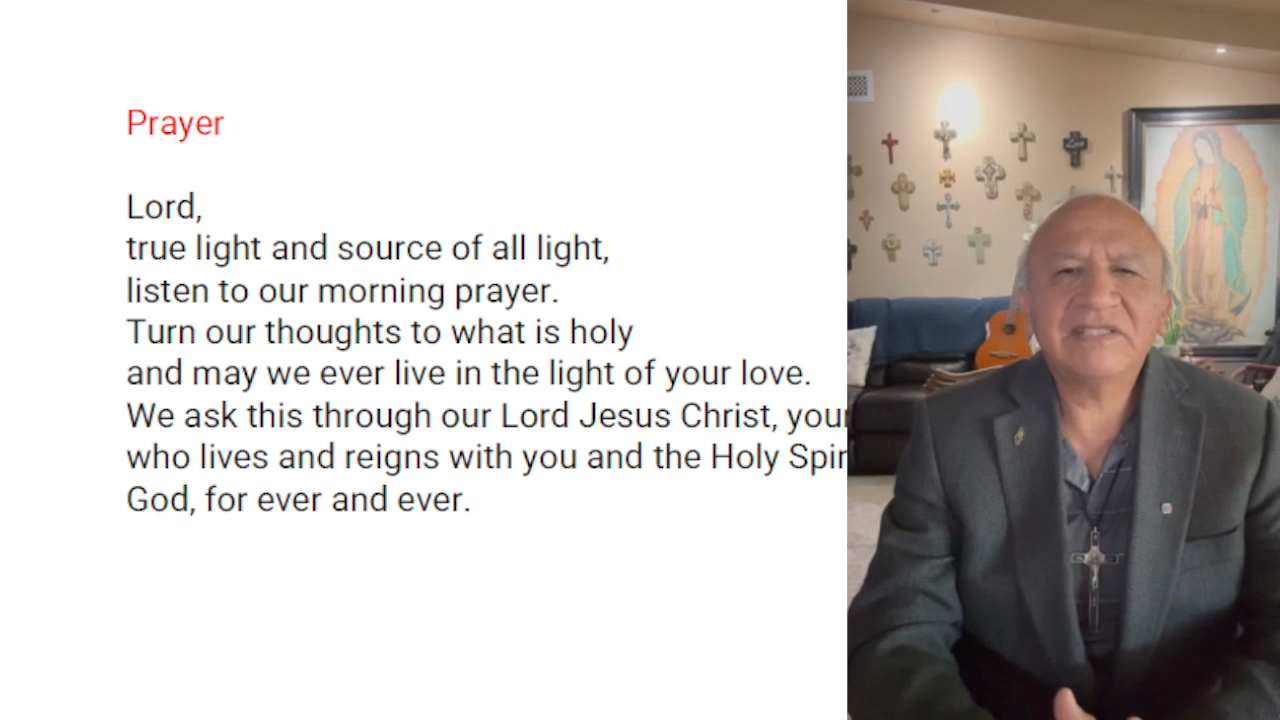 Prayer
Lord,
true light and source of all light,
listen to our morning prayer.
Turn our thoughts to what is holy
and may we ever live in the light of your love.
We ask this through our Lord Jesus Christ, your
who lives and reigns with you and the Holy Spir
God, for ever and ever.